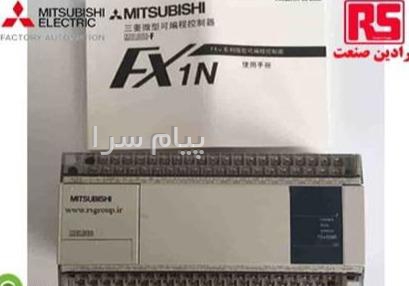 MITSUBISHI
ELECTRIC
FACTORY AUTOMATION
MITSUBISHI
三菱微型可编程控制器
FX1N
使用手册
RS
رادین صنعت
پیام سرا
MITSUBISHI
www.rsgroup.ir